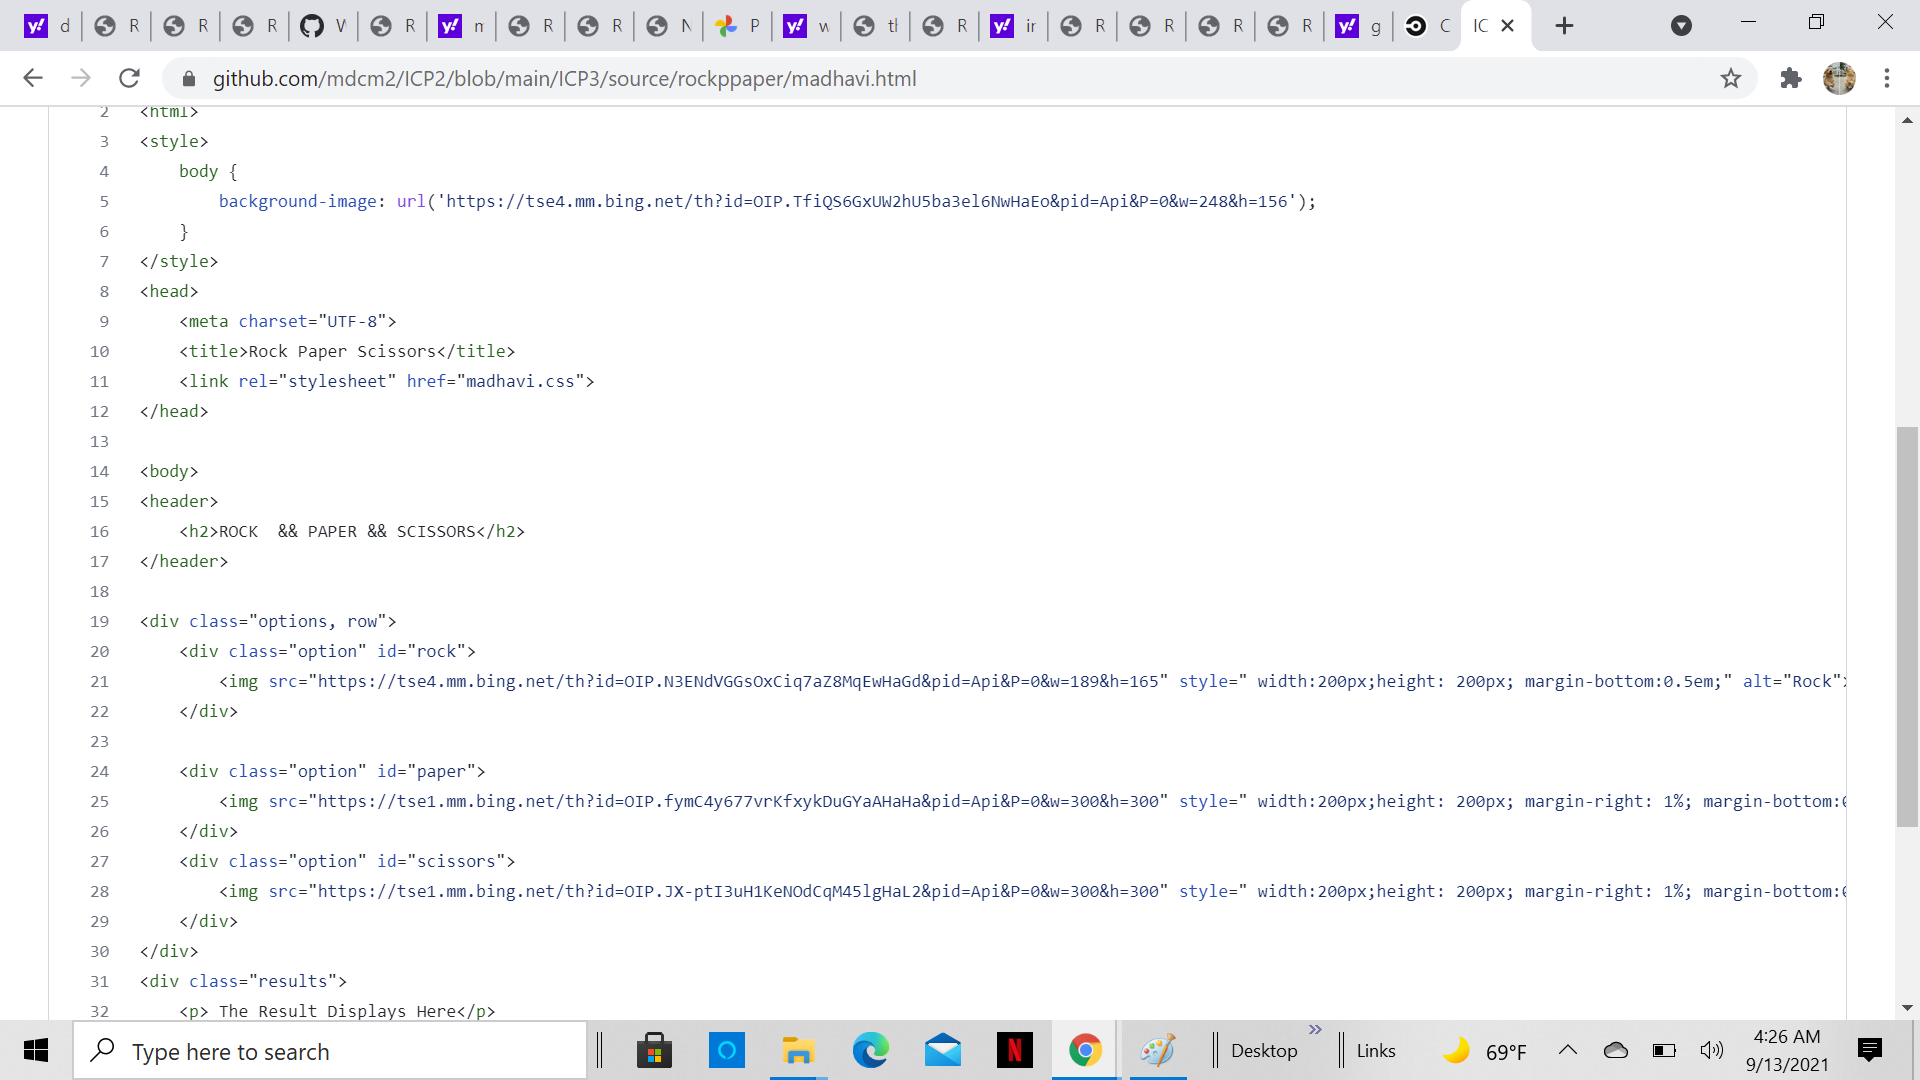 d R R R W R m R R N P w th R in R R R R g C IC
github.com/mdcm2/ICP2/blob/main/ICP3/source/rockppaper/madhavi.html
2 <html>
3 <style>
4 body {
5 background-image: url('https://tse4.mm.bing.net/th?id=OIP.TfiQS6GxUW2hU5ba3el6NwHaEo&pid=Api&P=0&w=248&h=156');
6 }
7 </style>
8 <head>
9 <meta charset="UTF-8">
10 <title>Rock Paper Scissors</title>
11 <link rel="stylesheet" href="madhavi.css">
12 </head>
13
14 <body>
15 <header>
16 <h2>ROCK  && PAPER && SCISSORS</h2>
17 </header>
18
19 <div class="options, row">
20 <div class="option" id="rock">
21 <img src="https://tse4.mm.bing.net/th?id=OIP.N3ENdVGGsOxCiq7aZ8MqEwHaGd&pid=Api&P=0&w=189&h=165" style=" width:200px;height: 200px; margin-bottom:0.5em;" alt="Rock">
22 </div>
23
24 <div class="option" id="paper">
25 <img src="https://tse1.mm.bing.net/th?id=OIP.fymC4y677vrKfxykDuGYaAHaHa&pid=Api&P=0&w=300&h=300" style=" width:200px;height: 200px; margin-right: 1%; margin-bottom:0
26 </div>
27 <div class="option" id="scissors">
28 <img src="https://tse1.mm.bing.net/th?id=OIP.JX-ptI3uH1KeNOdCqM45lgHaL2&pid=Api&P=0&w=300&h=300" style=" width:200px;height: 200px; margin-right: 1%; margin-bottom:0
29 </div>
30 </div>
31 <div class="results">
32 <p> The Result Displays Here</p>
Type here to search
Desktop
Links
69°F
4:26 AM
9/13/2021